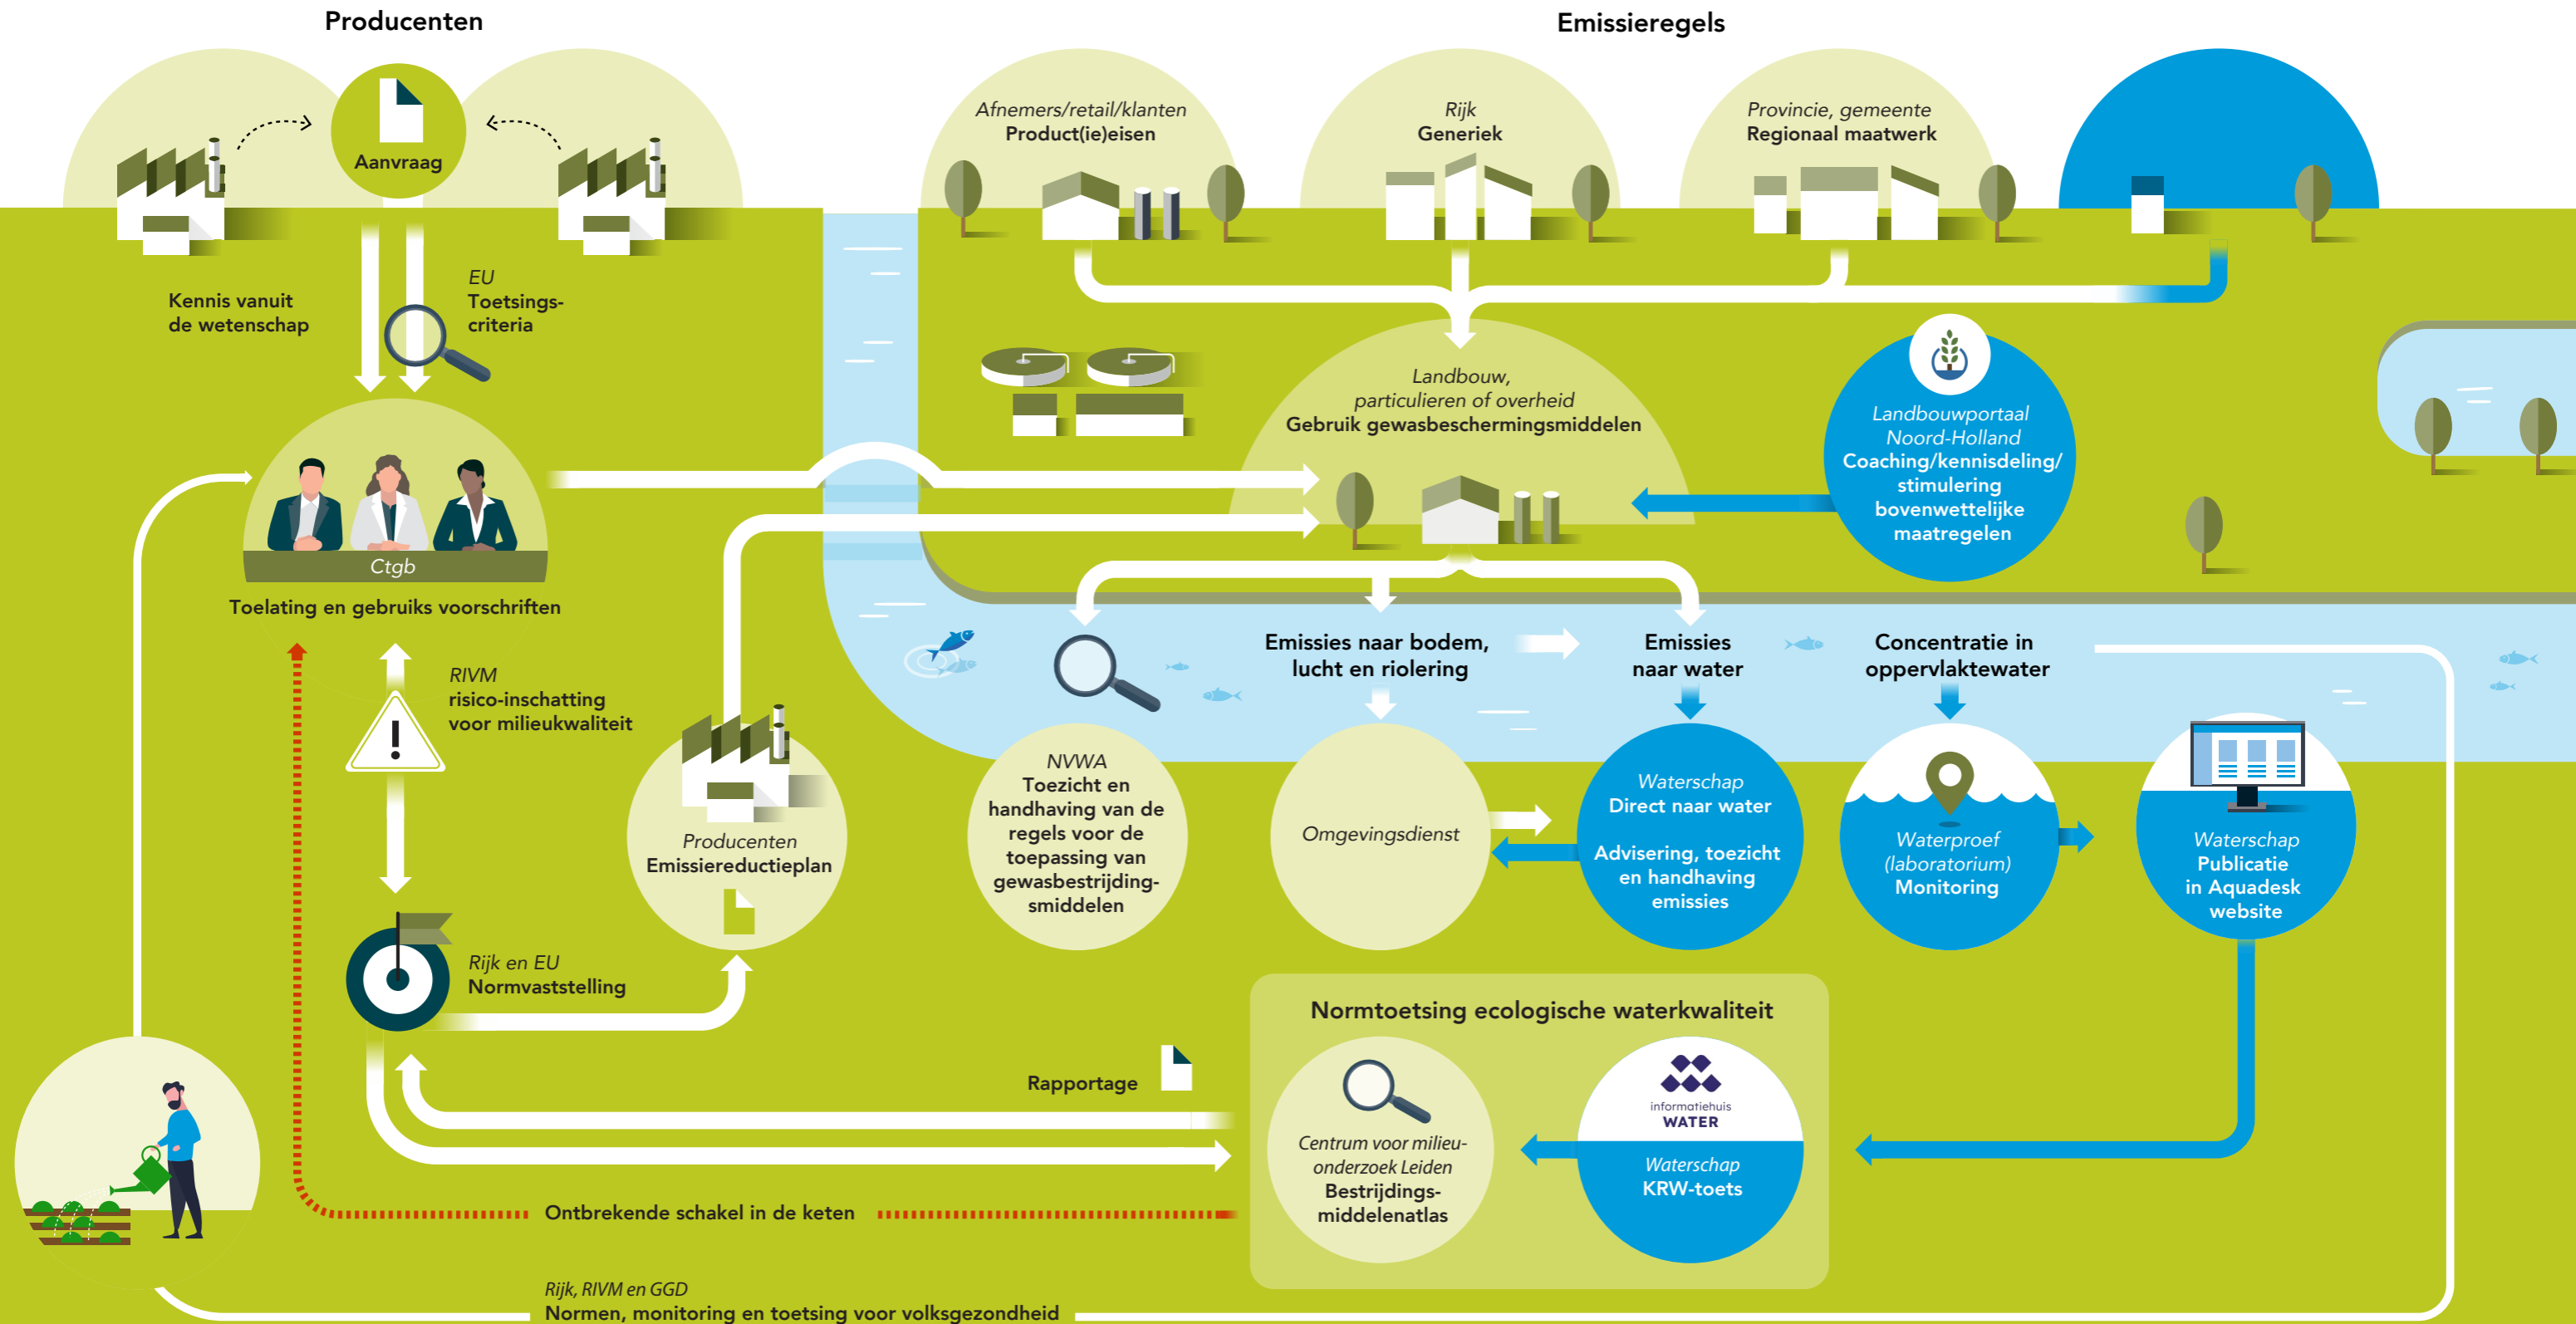 Producenten
Emissieregels
Aanvraag
Afnemers/retail/klanten
Product(ie)eisen
Rijk
Generiek
Provincie, gemeente
Regionaal maatwerk
Kennis vanuit
de wetenschap
EU
Toetsings-
criteria
Ctgb
Toelating en gebruiks voorschriften
Landbouw,
particulieren of overheid
Gebruik gewasbeschermingsmiddelen
Landbouwportaal
Noord-Holland
Coaching/kennisdeling/
stimulering
bovenwettelijke
maatregelen
RIVM
risico-inschatting
voor milieukwaliteit
!
Emissies naar bodem,
lucht en riolering
Emissies
naar water
Concentratie in
oppervlaktewater
Producenten
Emissiereductieplan
NVWA
Toezicht en
handhaving van de
regels voor de
toepassing van
gewasbestrijding-
smiddelen
Omgevingsdienst
Waterschap
Direct naar water
Advisering, toezicht
en handhaving
emissies
Waterproef
(laboratorium)
Monitoring
Waterschap
Publicatie
in Aquadesk
website
Rijk en EU
Normvaststelling
Normtoetsing ecologische waterkwaliteit
Rapportage
Centrum voor milieu-
onderzoek Leiden
Bestrijdings-
middelenatlas
informatiehuis
WATER
Waterschap
KRW-toets
Ontbrekende schakel in de keten
Rijk, RIVM en GGD
Normen, monitoring en toetsing voor volksgezondheid